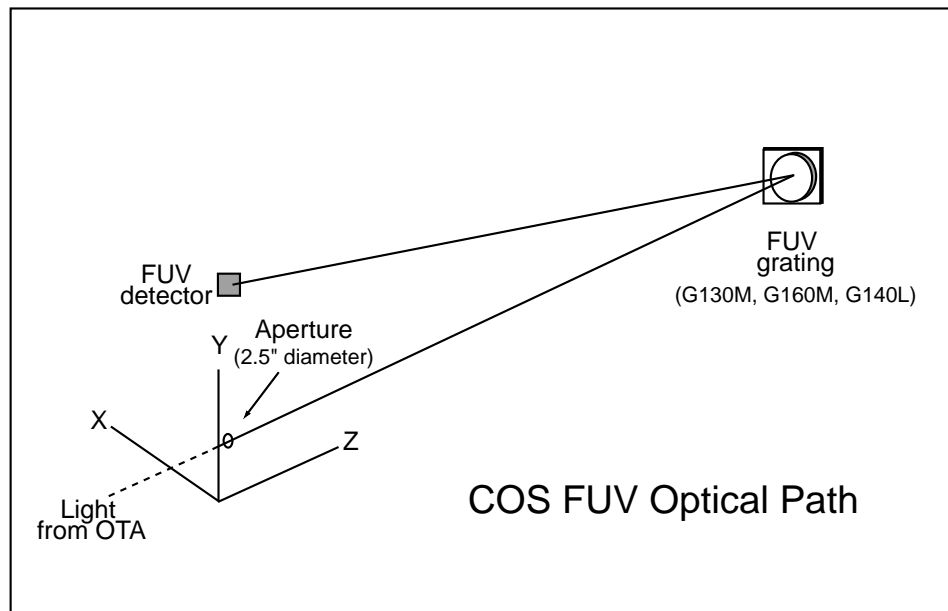 FUV
grating
(G130M, G160M, G140L)
FUV
detector
Aperture
(2.5" diameter)
Y
X
Z
Light
from OTA
COS FUV Optical Path